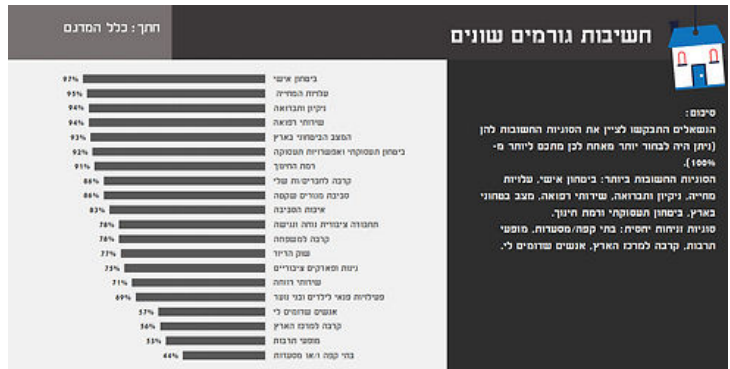 חשיבות גורמים שונים
חתך: כלל המדגם
סיכום:
הנשאלים התבקשו לציין את הסוגיות החשובות להן
(ניתן היה לבחור יותר מאחת לכן מתכם ליותר מ-
100%).
הסוגיות החשובות ביותר: ביטחון אישי, עלויות
מחייה, ניקיון ותברואה, שירותי רפואה, מצב בטחוני
בארץ, ביטחון תעסוקתי ורמת חינוך.
סוגיות זניחות יחסית: בתי קפה/מסעדות, מופעי
תרבות, קרבה למרכז הארץ, אנשים שדומים לי.
ביטחון אישי 97%
עלויות המחייה 95%
ניקיון ותברואה 94%
שירותי רפואה 94%
המצב הביטחוני בארץ 93%
ביטחון תעסוקתי ואפשרויות תעסוקה 92%
רמת החינוך 91%
קרבה לחברים/ות שלי 86%
סביבת מגורים שקטה 86%
איכות הסביבה 83%
תחבורה ציבורית נוחה ונגישה 78%
קרבה למשפחה 78%
שוק הדיור 77%
גינות ופארקים ציבוריים 75%
שירותי רווחה 71%
פעילויות פנאי לילדים ובני נוער 69%
אנשים שדומים לי 57%
קרבה למרכז הארץ 56%
מופעי תרבות 53%
בתי קפה ו/או מסעדות 44%